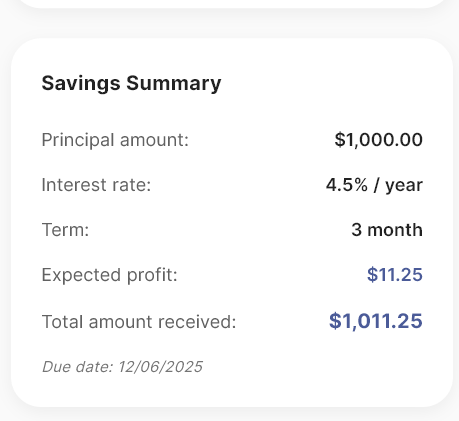 Savings Summary
Principal amount: $1,000.00
Interest rate: 4.5% / year
Term: 3 month
Expected profit: $11.25
Total amount received: $1,011.25
Due date: 12/06/2025